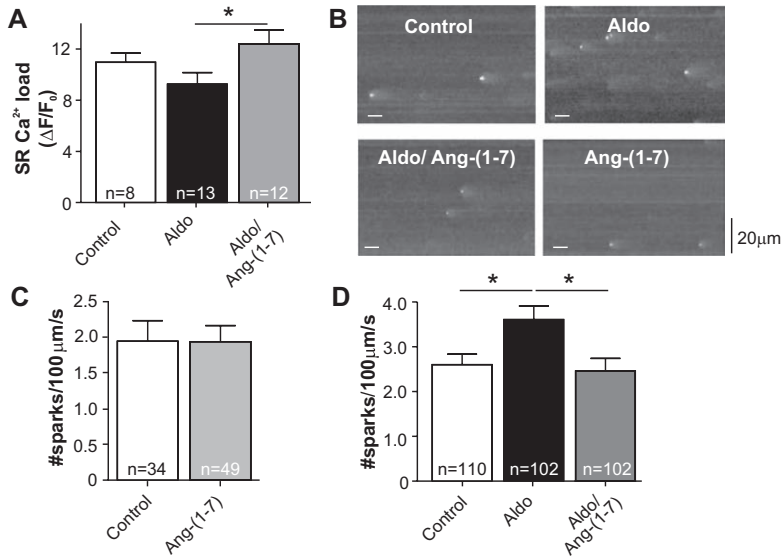 A
SR Ca²⁺ load
(ΔF/F₀)
12
8
4
0
*
n=8
n=13
n=12
Control
Aldo
Aldo/
Ang-(1-7)
B
Control
Aldo
Aldo/ Ang-(1-7)
Ang-(1-7)
20μm
C
#sparks/100μm/s
2.5
2.0
1.5
1.0
0.5
0
n=34
n=49
Control
Ang-(1-7)
D
#sparks/100μm/s
4.0
3.0
2.0
1.0
0
*
*
n=110
n=102
n=102
Control
Aldo
Aldo/
Ang-(1-7)